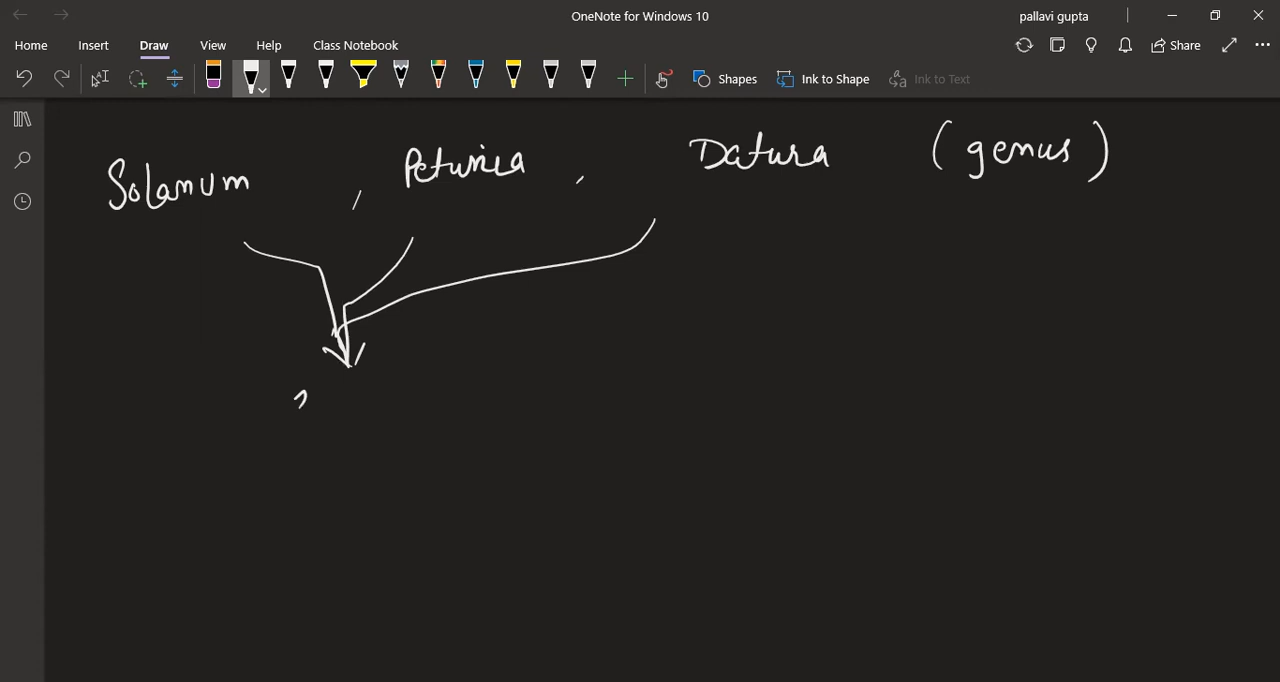 OneNote for Windows 10
pallavi gupta
Home Insert Draw View Help Class Notebook
Share
Shapes Ink to Shape Ink to Text
Solanum , Petunia , Datura (genus)